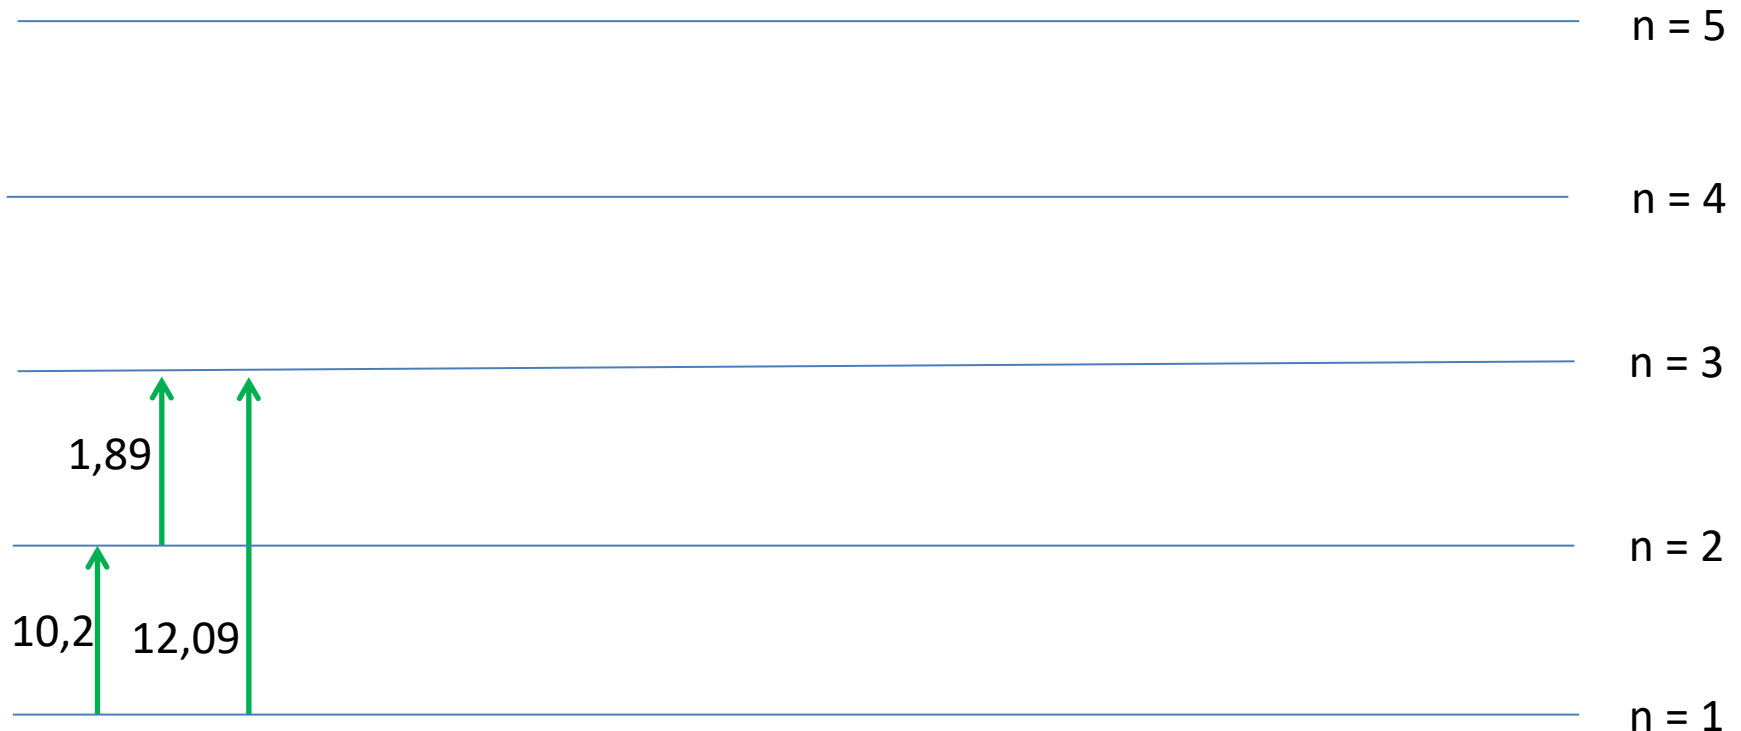 n = 5
n = 4
n = 3
1,89
n = 2
10,2
12,09
n = 1